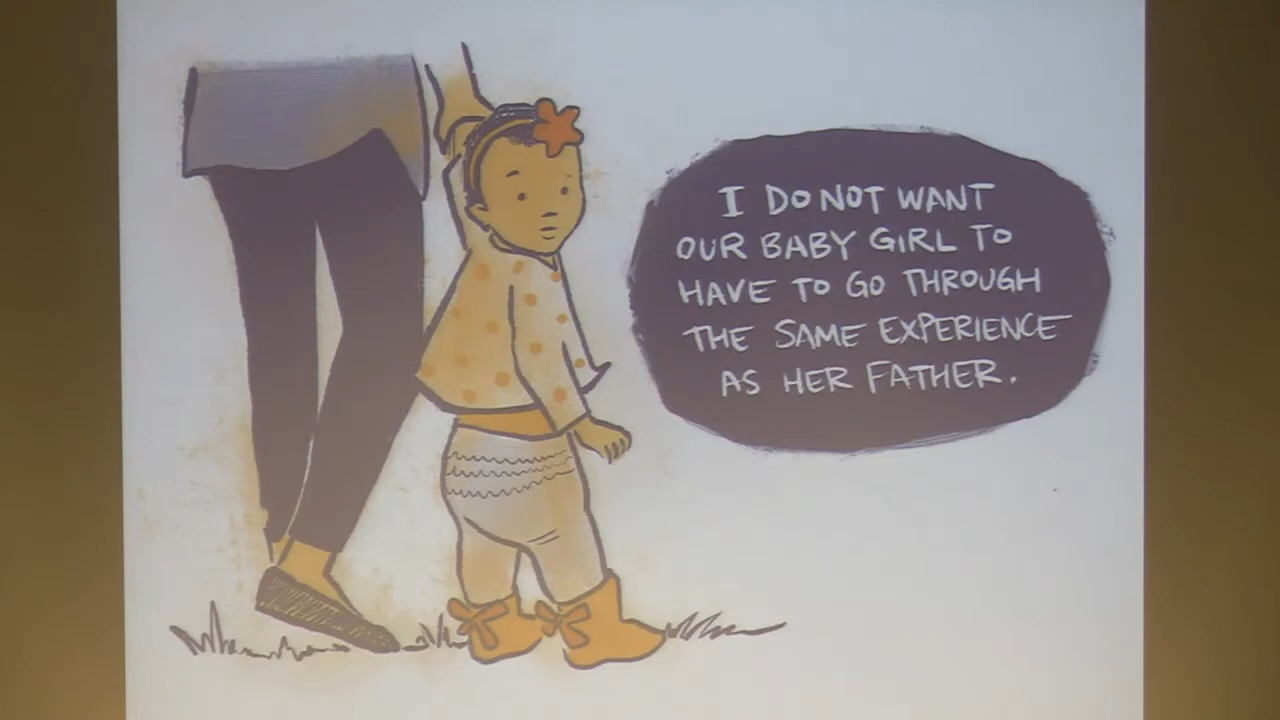 I DO NOT WANT
OUR BABY GIRL TO
HAVE TO GO THROUGH
THE SAME EXPERIENCE
AS HER FATHER.